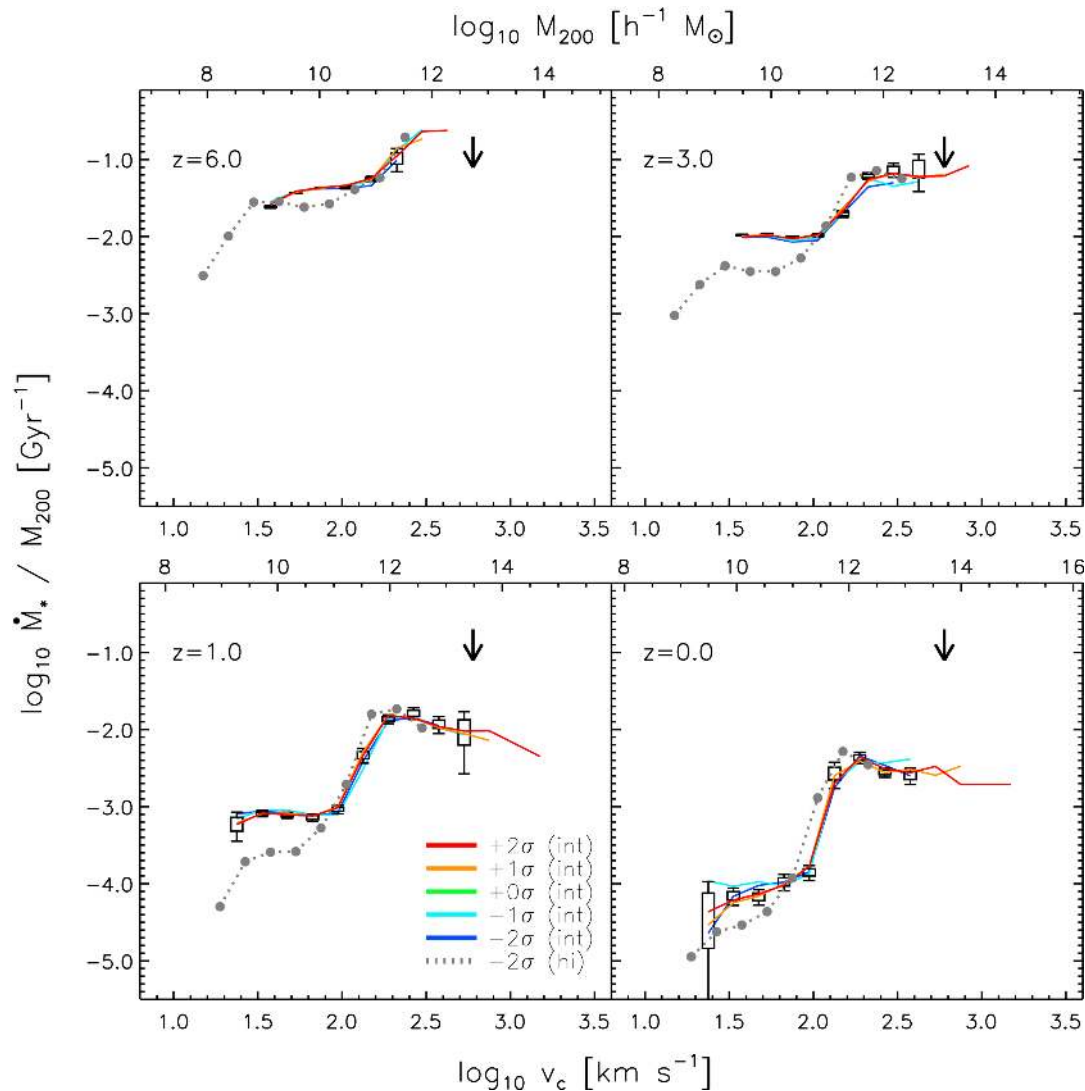 log₁₀ M₂₀₀ [h⁻¹ M⊙]
8 10 12 14
8 10 12 14
z=6.0
z=3.0
-1.0
-2.0
-3.0
-4.0
-5.0
1.0 1.5 2.0 2.5 3.0 3.5
1.0 1.5 2.0 2.5 3.0 3.5
log₁₀ Ṁ* / M₂₀₀ [Gyr⁻¹]
8 10 12 14 16
8 10 12 14 16
z=1.0
z=0.0
-1.0
-2.0
-3.0
-4.0
-5.0
+2σ (int)
+1σ (int)
+0σ (int)
-1σ (int)
-2σ (int)
-2σ (hi)
1.0 1.5 2.0 2.5 3.0 3.5
1.0 1.5 2.0 2.5 3.0 3.5
log₁₀ v_c [km s⁻¹]